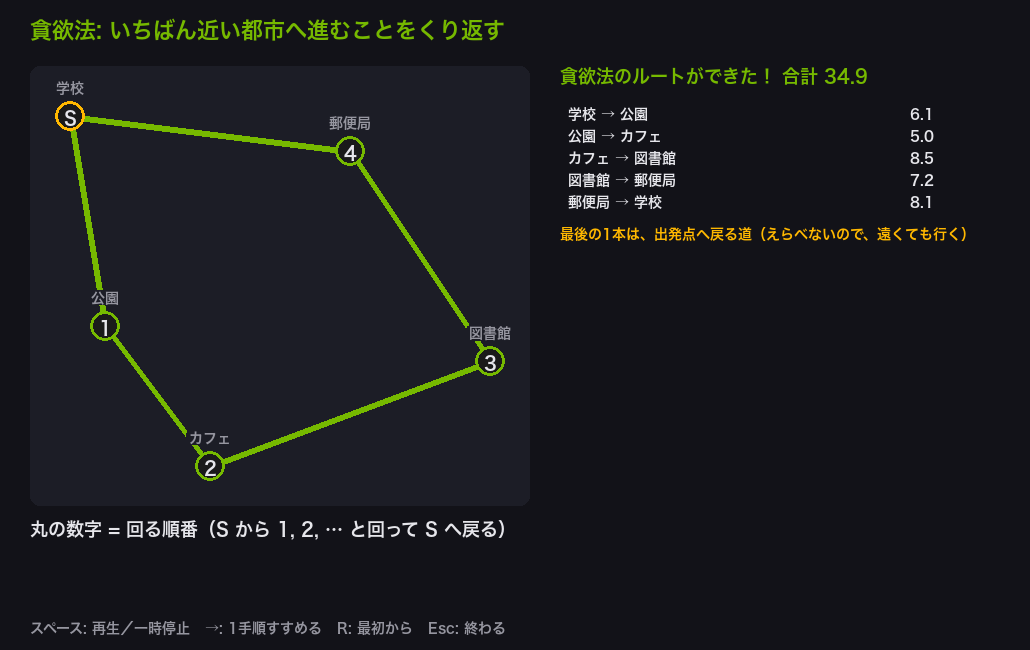 貪欲法: いちばん近い都市へ進むことをくり返す
学校
S
郵便局
4
公園
1
図書館
3
カフェ
2
貪欲法のルートができた！ 合計 34.9
学校 → 公園 6.1
公園 → カフェ 5.0
カフェ → 図書館 8.5
図書館 → 郵便局 7.2
郵便局 → 学校 8.1
最後の1本は、出発点へ戻る道（えらべないので、遠くても行く）
丸の数字 = 回る順番（S から 1, 2, … と回って S へ戻る）
スペース: 再生／一時停止　→: 1手順すすめる　R: 最初から　Esc: 終わる